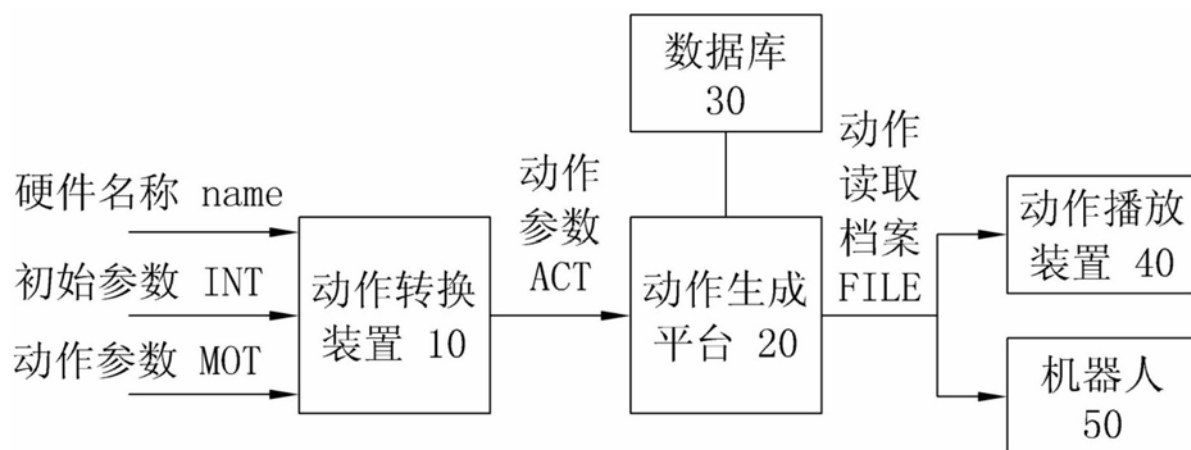 数据库
30
硬件名称 name
初始参数 INT
动作参数 MOT
动作转换
装置 10
动作
参数
ACT
动作生成
平台 20
动作
读取
档案
FILE
动作播放
装置 40
机器人
50